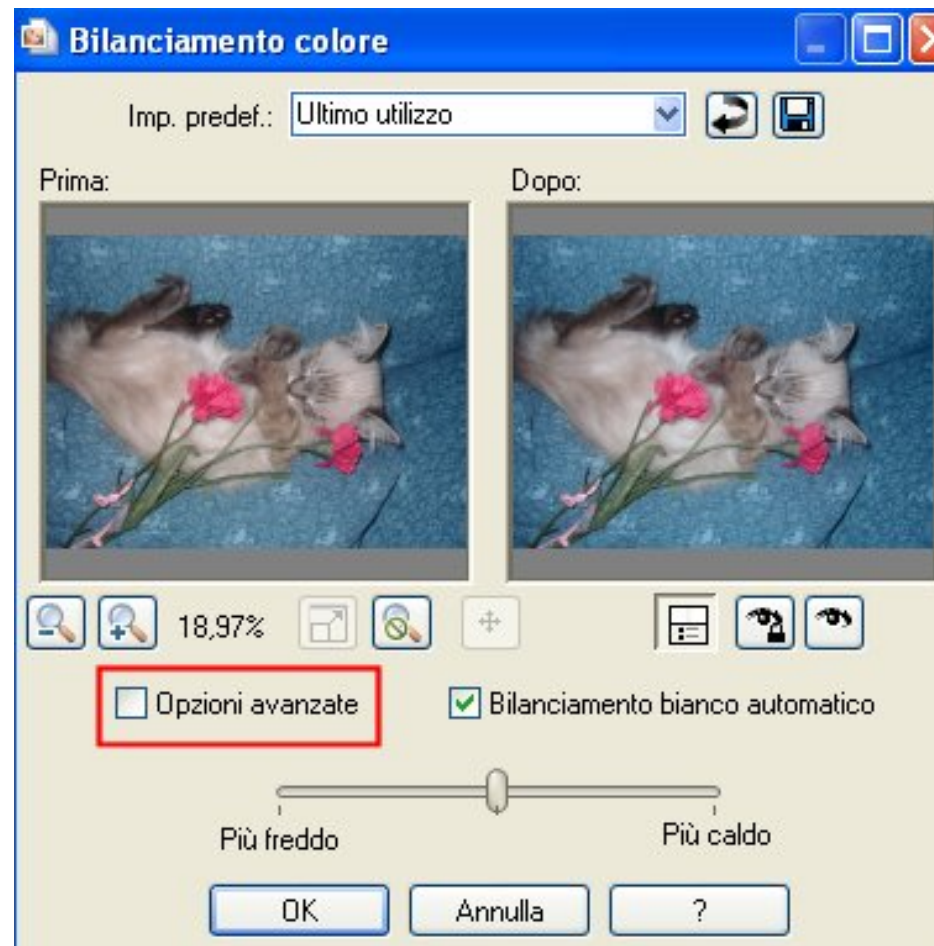 Bilanciamento colore
Imp. predef.: Ultimo utilizzo
Prima: Dopo:
18,97%
Opzioni avanzate Bilanciamento bianco automatico
Più freddo Più caldo
OK Annulla ?